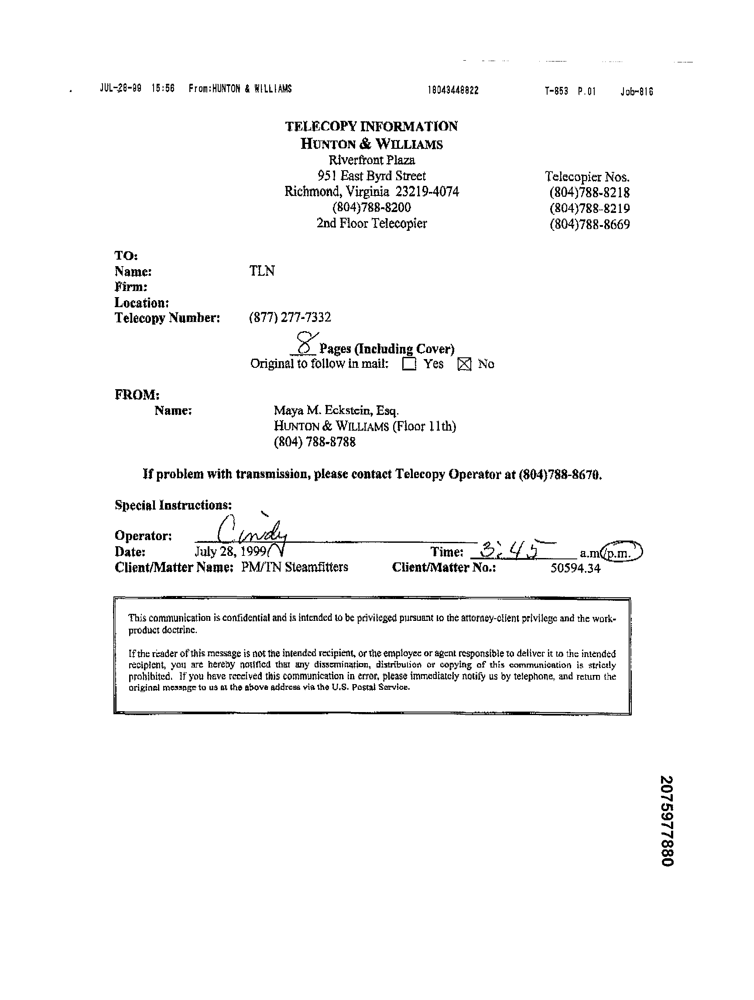 JUL-28-99 15:56 From:HUNTON & WILLIAMS 18043448822 T-853 P.01 Job-816
TELECOPY INFORMATION
HUNTON & WILLIAMS
Riverfront Plaza
951 East Byrd Street
Richmond, Virginia 23219-4074
(804)788-8200
2nd Floor Telecopier
Telecopier Nos.
(804)788-8218
(804)788-8219
(804)788-8669
TO:
Name: TLN
Firm:
Location:
Telecopy Number: (877) 277-7332
8 Pages (Including Cover)
Original to follow in mail: ☐ Yes ☒ No
FROM:
Name: Maya M. Eckstein, Esq.
HUNTON & WILLIAMS (Floor 11th)
(804) 788-8788
If problem with transmission, please contact Telecopy Operator at (804)788-8670.
Special Instructions:
Operator: Cindy
Date: July 28, 1999 Time: 3:45 a.m/p.m.
Client/Matter Name: PM/TN Steamfitters Client/Matter No.: 50594.34
This communication is confidential and is intended to be privileged pursuant to the attorney-client privilege and the work-
product doctrine.
If the reader of this message is not the intended recipient, or the employee or agent responsible to deliver it to the intended
recipient, you are hereby notified that any dissemination, distribution or copying of this communication is strictly
prohibited. If you have received this communication in error, please immediately notify us by telephone, and return the
original message to us at the above address via the U.S. Postal Service.
2075977880